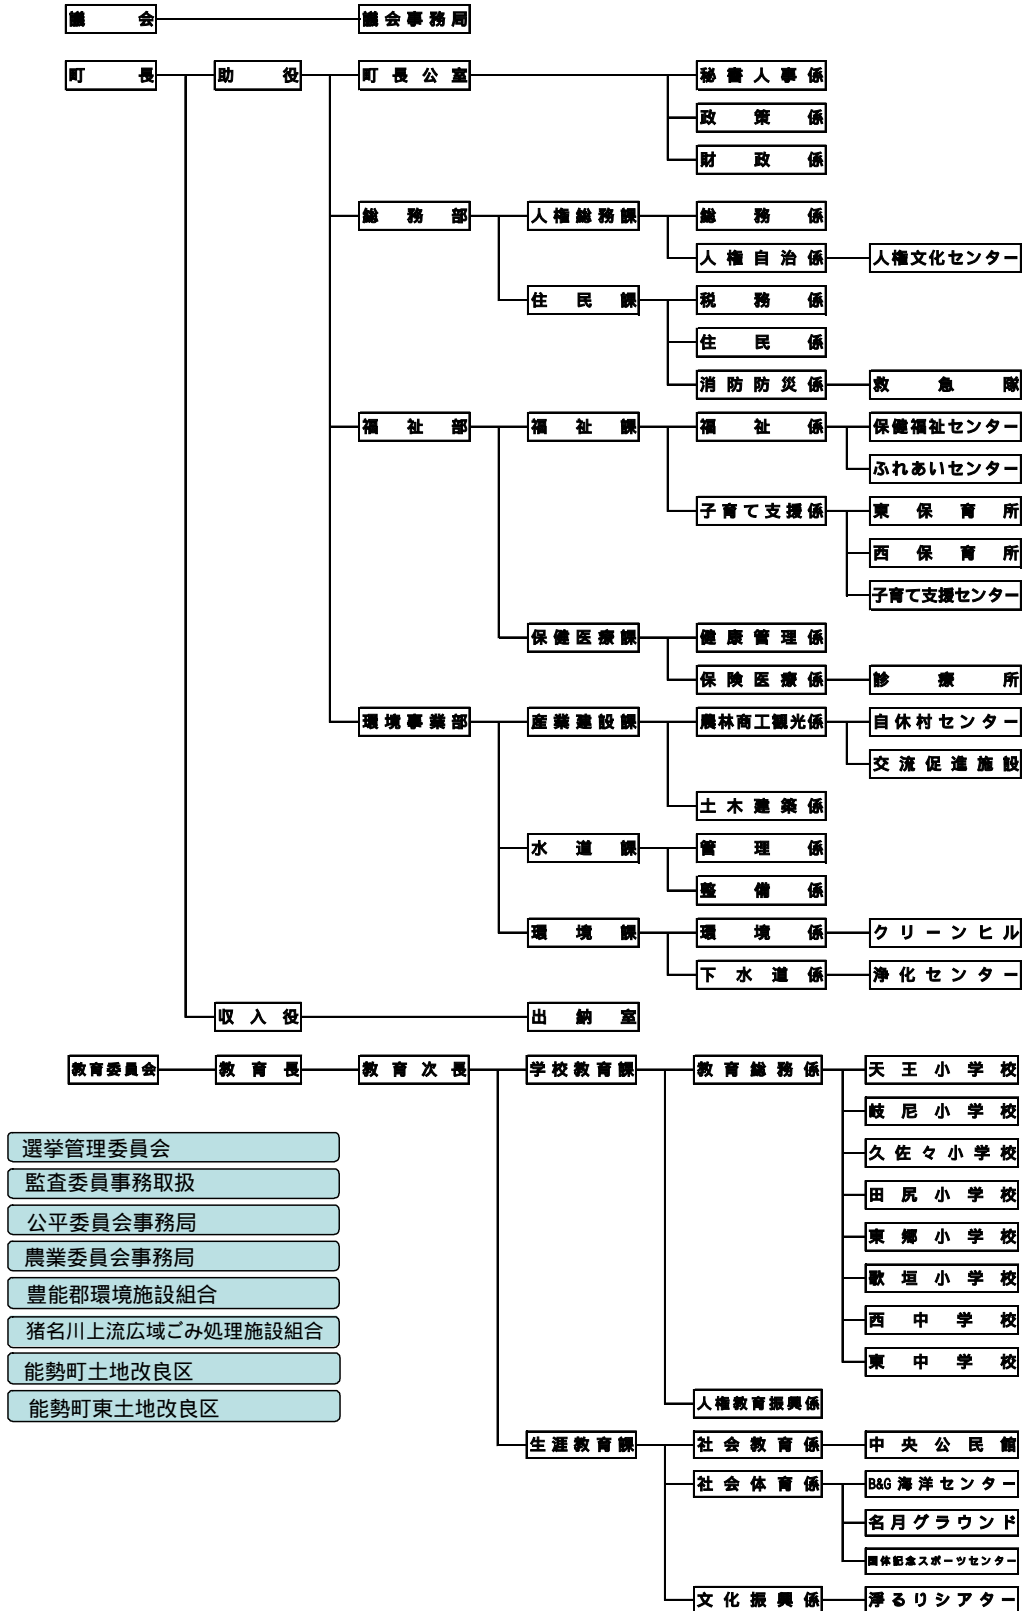 議会 議会事務局
町長 助役 町長公室 秘書人事係
政策係
財政係
総務部 人権総務課 総務係
人権自治係 人権文化センター
住民課 税務係
住民係
消防防災係 救急隊
福祉部 福祉課 福祉係 保健福祉センター
ふれあいセンター
子育て支援係 東保育所
西保育所
子育て支援センター
保健医療課 健康管理係
保険医療係 診療所
環境事業部 産業建設課 農林商工観光係 自休村センター
交流促進施設
土木建築係
水道課 管理係
整備係
環境課 環境係 クリーンヒル
下水道係 浄化センター
収入役 出納室
教育委員会 教育長 教育次長 学校教育課 教育総務係 天王小学校
岐尼小学校
久佐々小学校
田尻小学校
東郷小学校
歌垣小学校
西中学校
東中学校
人権教育振興係
生涯教育課 社会教育係 中央公民館
社会体育係 B&G海洋センター
名月グラウンド
国体記念スポーツセンター
文化振興係 浄るりシアター
選挙管理委員会
監査委員事務取扱
公平委員会事務局
農業委員会事務局
豊能郡環境施設組合
猪名川上流広域ごみ処理施設組合
能勢町土地改良区
能勢町東土地改良区